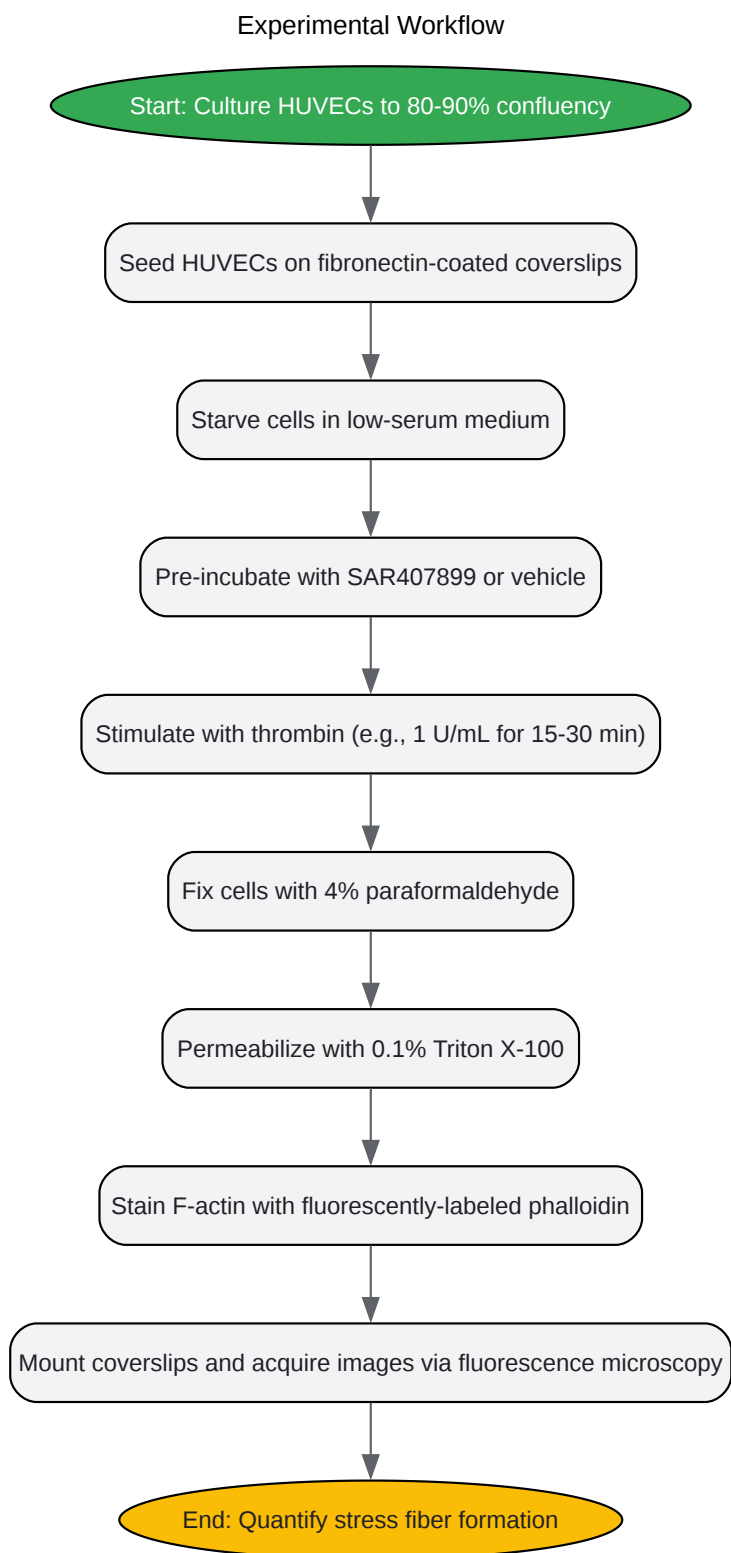 Experimental Workflow
Start: Culture HUVECs to 80-90% confluency
Seed HUVECs on fibronectin-coated coverslips
Starve cells in low-serum medium
Pre-incubate with SAR407899 or vehicle
Stimulate with thrombin (e.g., 1 U/mL for 15-30 min)
Fix cells with 4% paraformaldehyde
Permeabilize with 0.1% Triton X-100
Stain F-actin with fluorescently-labeled phalloidin
Mount coverslips and acquire images via fluorescence microscopy
End: Quantify stress fiber formation